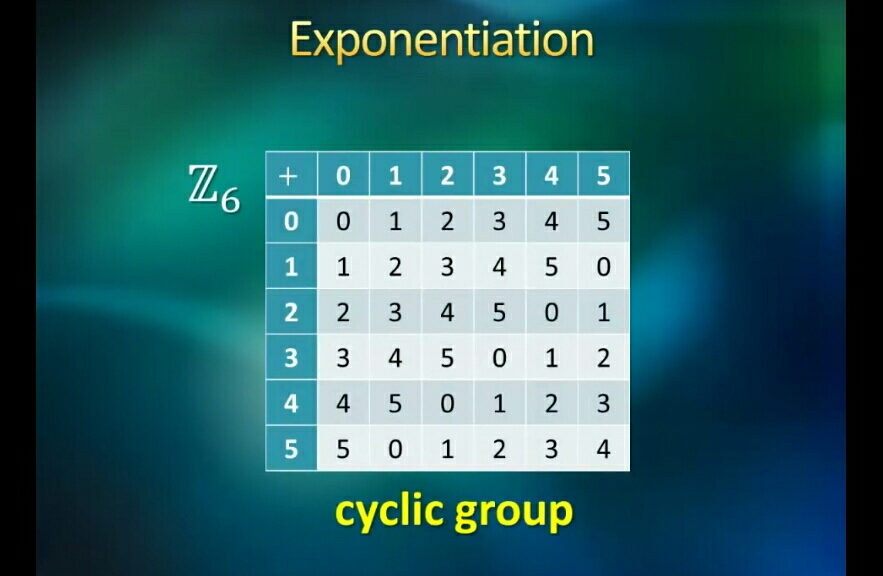 Exponentiation
ℤ₆
+ 0 1 2 3 4 5
0 0 1 2 3 4 5
1 1 2 3 4 5 0
2 2 3 4 5 0 1
3 3 4 5 0 1 2
4 4 5 0 1 2 3
5 5 0 1 2 3 4
cyclic group